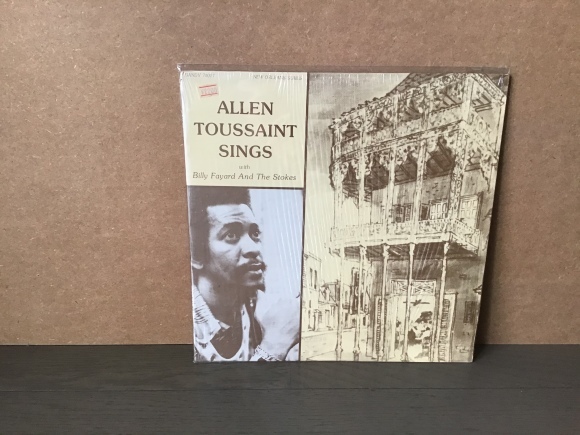 ALLEN
TOUSSAINT
SINGS
with
Billy Fayard And The Stokes